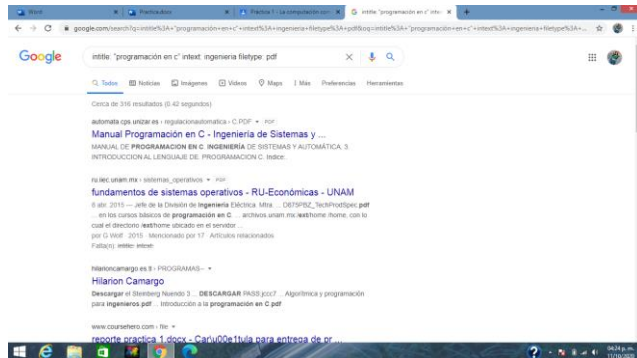 Word
Practica.docx
Práctica 1 - La computación com
intitle: "programación en c" inte
google.com/search?q=intitle%3A+"programación+en+c"+intext%3A+ingenieria+filetype%3A+pdf&oq=intitle%3A+"programación+en+c"+intext%3A+ingenieria+filetype%3A+...
Google
intitle: "programación en c" intext: ingenieria filetype: pdf
Todos Noticias Imágenes Videos Maps Más Preferencias Herramientas
Cerca de 316 resultados (0.42 segundos)
automata.cps.unizar.es › regulacionautomatica › C.PDF PDF
Manual Programación en C - Ingeniería de Sistemas y ...
MANUAL DE PROGRAMACION EN C. INGENIERÍA DE SISTEMAS Y AUTOMÁTICA. 3.
INTRODUCCION AL LENGUAJE DE. PROGRAMACION C. Indice.
ru.iiec.unam.mx › sistemas_operativos PDF
fundamentos de sistemas operativos - RU-Económicas - UNAM
6 abr. 2015 — Jefe de la División de Ingeniería Eléctrica. Mtra. ... D875PBZ_TechProdSpec.pdf
... en los cursos básicos de programación en C. ... archivos.unam.mx:/ext/home /home, con lo
cual el directorio /ext/home ubicado en el servidor ...
por G Wolf · 2015 · Mencionado por 17 · Artículos relacionados
Falta(n): intitle: intext:
hilarioncamargo.es.tl › PROGRAMAS-
Hilarion Camargo
Descargar el Steinberg Nuendo 3 ... DESCARGAR PASS:jccc7 ... Algorítmica y programación
para ingenieros.pdf ... Introducción a la programación en C.pdf
www.coursehero.com › file
reporte practica 1.docx - Car\u00e1tula para entrega de pr ...
04:24 p.m.
11/10/2020